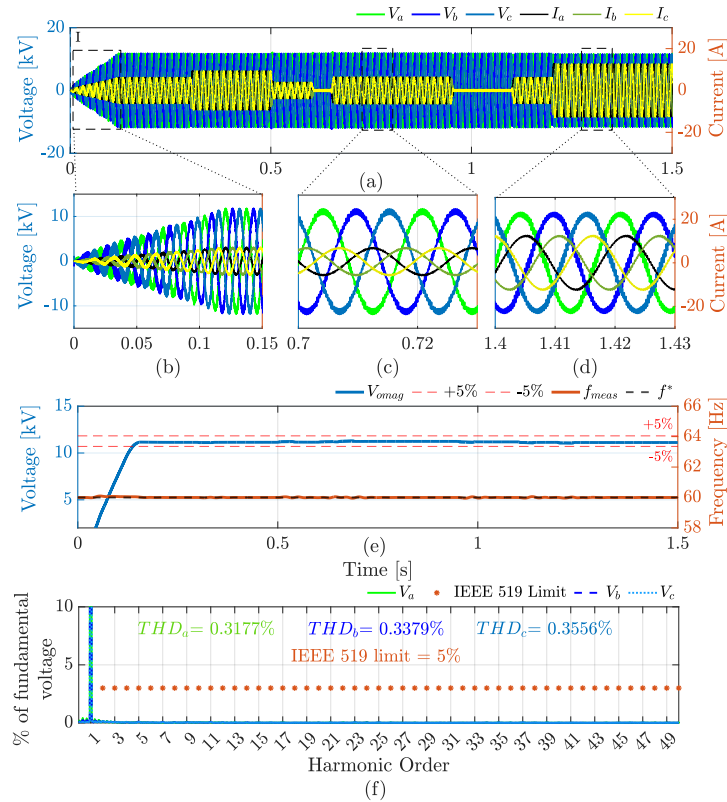 V_a V_b V_c I_a I_b I_c
I
20
0
-20
Voltage [kV]
20
0
-20
Current [A]
0 0.5 1 1.5
(a)
10
0
-10
Voltage [kV]
0 0.05 0.1 0.15
(b)
0.7 0.72
(c)
20
0
-20
Current [A]
1.4 1.41 1.42 1.43
(d)
V_omag +5% -5% f_meas f*
15
10
5
Voltage [kV]
66
64
62
60
58
Frequency [Hz]
+5%
-5%
0 0.5 1 1.5
(e)
Time [s]
V_a IEEE 519 Limit V_b V_c
10
5
0
% of fundamental
voltage
THD_a= 0.3177% THD_b= 0.3379% THD_c= 0.3556%
IEEE 519 limit = 5%
1 3 5 7 9 11 13 15 17 19 21 23 25 27 29 31 33 35 37 39 41 43 45 47 49
Harmonic Order
(f)